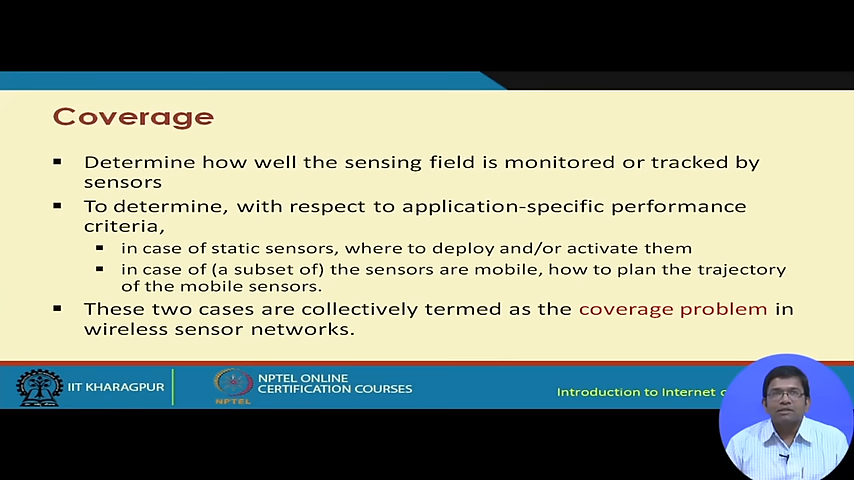 Coverage
▪ Determine how well the sensing field is monitored or tracked by
sensors
▪ To determine, with respect to application-specific performance
criteria,
▪ in case of static sensors, where to deploy and/or activate them
▪ in case of (a subset of) the sensors are mobile, how to plan the trajectory
of the mobile sensors.
▪ These two cases are collectively termed as the coverage problem in
wireless sensor networks.
IIT KHARAGPUR
NPTEL
NPTEL ONLINE
CERTIFICATION COURSES
Introduction to Internet